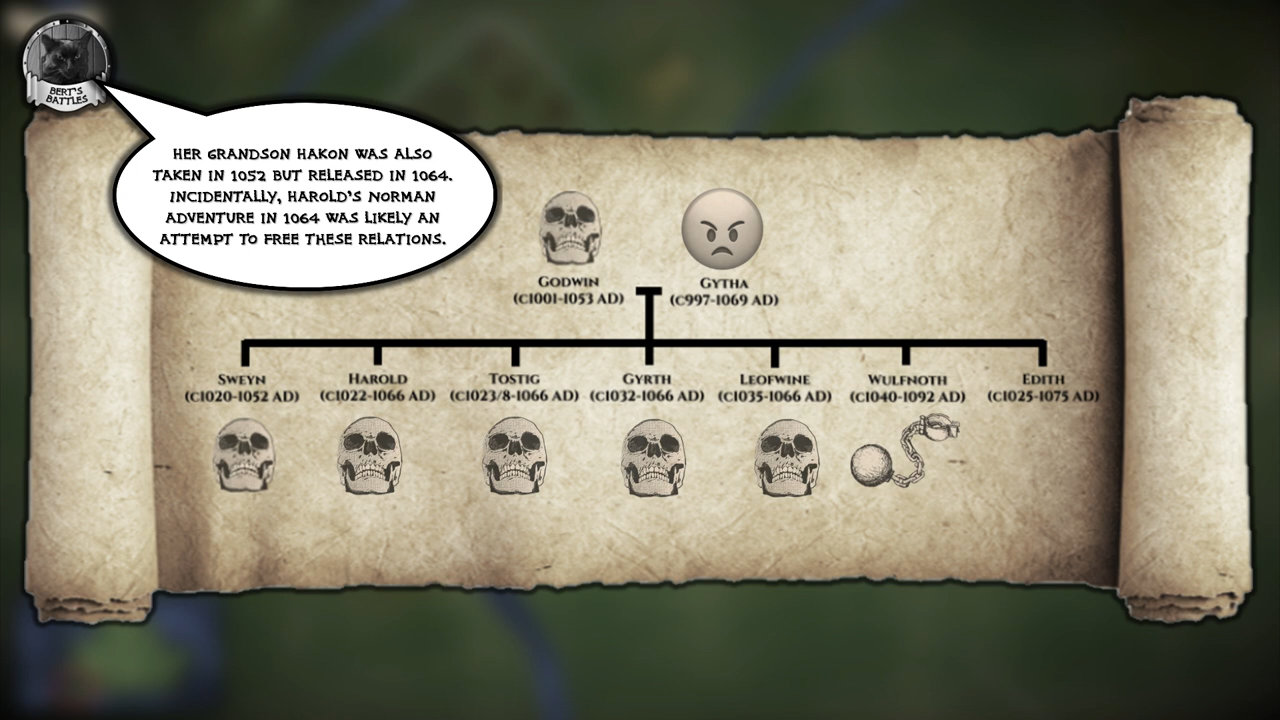 BERT'S
BATTLES
HER GRANDSON HAKON WAS ALSO
TAKEN IN 1052 BUT RELEASED IN 1064.
INCIDENTALLY, HAROLD'S NORMAN
ADVENTURE IN 1064 WAS LIKELY AN
ATTEMPT TO FREE THESE RELATIONS.
GODWIN
(C1001-1053 AD)
GYTHA
(C997-1069 AD)
SWEYN
(C1020-1052 AD)
HAROLD
(C1022-1066 AD)
TOSTIG
(C1023/8-1066 AD)
GYRTH
(C1032-1066 AD)
LEOFWINE
(C1035-1066 AD)
WULFNOTH
(C1040-1092 AD)
EDITH
(C1025-1075 AD)